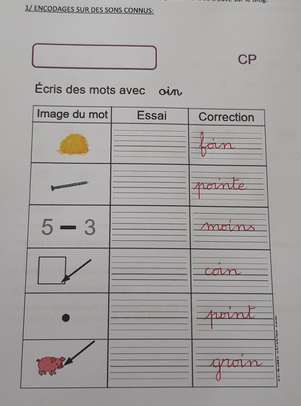 1/ ENCODAGES SUR DES SONS CONNUS:
CP
Écris des mots avec oin
Image du mot Essai Correction
foin
pointe
5 - 3 moins
coin
point
groin